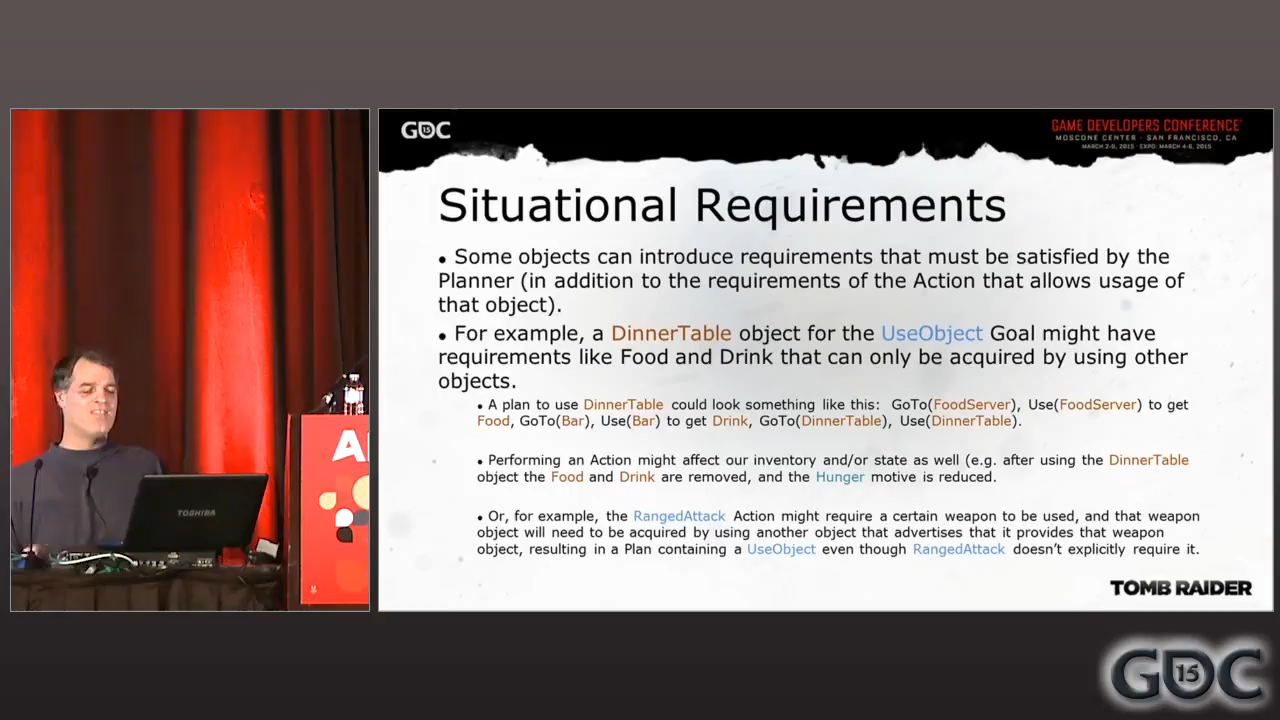 GDC 15
GAME DEVELOPERS CONFERENCE
MOSCONE CENTER · SAN FRANCISCO, CA
MARCH 2-6, 2015 · EXPO: MARCH 4-6, 2015
Situational Requirements
• Some objects can introduce requirements that must be satisfied by the
Planner (in addition to the requirements of the Action that allows usage of
that object).
• For example, a DinnerTable object for the UseObject Goal might have
requirements like Food and Drink that can only be acquired by using other
objects.
• A plan to use DinnerTable could look something like this: GoTo(FoodServer), Use(FoodServer) to get
Food, GoTo(Bar), Use(Bar) to get Drink, GoTo(DinnerTable), Use(DinnerTable).
• Performing an Action might affect our inventory and/or state as well (e.g. after using the DinnerTable
object the Food and Drink are removed, and the Hunger motive is reduced.
• Or, for example, the RangedAttack Action might require a certain weapon to be used, and that weapon
object will need to be acquired by using another object that advertises that it provides that weapon
object, resulting in a Plan containing a UseObject even though RangedAttack doesn't explicitly require it.
TOMB RAIDER
TOSHIBA
AI
GDC 15